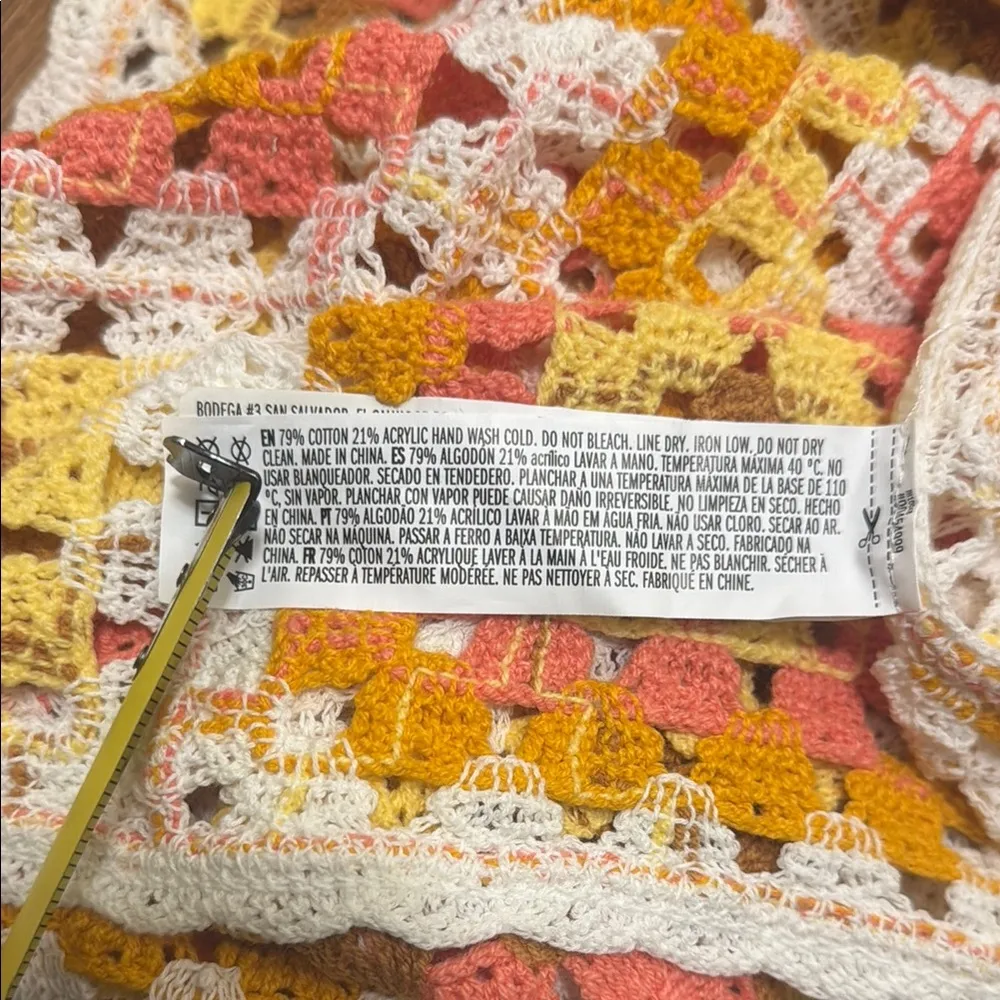 BODEGA #3 SAN SALVADOR, EL SALVADOR
EN 79% COTTON 21% ACRYLIC HAND WASH COLD. DO NOT BLEACH. LINE DRY. IRON LOW. DO NOT DRY
CLEAN. MADE IN CHINA. ES 79% ALGODÓN 21% acrílico LAVAR A MANO. TEMPERATURA MÁXIMA 40 °C. NO
USAR BLANQUEADOR. SECADO EN TENDEDERO. PLANCHAR A UNA TEMPERATURA MÁXIMA DE LA BASE DE 110
°C, SIN VAPOR. PLANCHAR CON VAPOR PUEDE CAUSAR DAÑO IRREVERSIBLE. NO LIMPIEZA EN SECO. HECHO
EN CHINA. PT 79% ALGODÃO 21% ACRÍLICO LAVAR À MÃO EM ÁGUA FRIA. NÃO USAR CLORO. SECAR AO AR.
NÃO SECAR NA MÁQUINA. PASSAR A FERRO A BAIXA TEMPERATURA. NÃO LAVAR A SECO. FABRICADO NA
CHINA. FR 79% COTON 21% ACRYLIQUE LAVER À LA MAIN À L'EAU FROIDE. NE PAS BLANCHIR. SÉCHER À
L'AIR. REPASSER À TEMPÉRATURE MODÉRÉE. NE PAS NETTOYER À SEC. FABRIQUÉ EN CHINE.